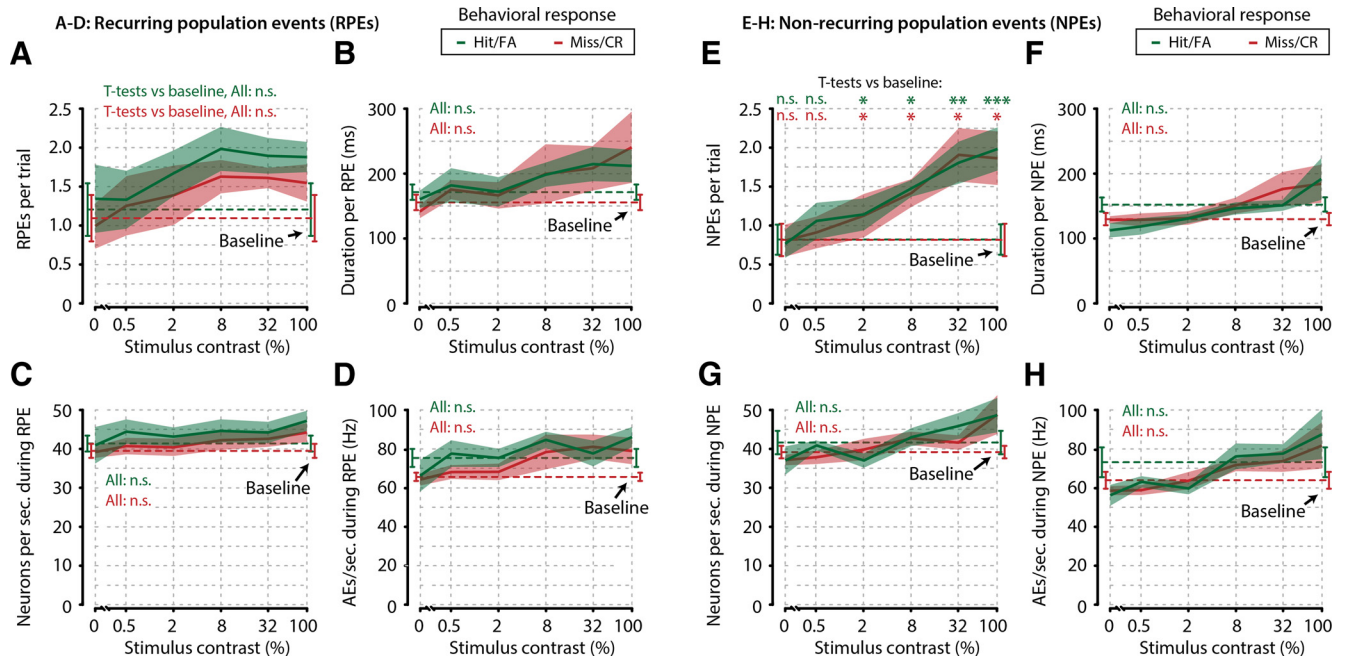 A-D: Recurring population events (RPEs)
Behavioral response
Hit/FA Miss/CR
E-H: Non-recurring population events (NPEs)
Behavioral response
Hit/FA Miss/CR
A
T-tests vs baseline, All: n.s.
T-tests vs baseline, All: n.s.
RPEs per trial
2.5
2.0
1.5
1.0
0.5
0
Baseline
0 0.5 2 8 32 100
Stimulus contrast (%)
B
All: n.s.
All: n.s.
Duration per RPE (ms)
300
200
100
0
Baseline
0 0.5 2 8 32 100
Stimulus contrast (%)
E
T-tests vs baseline:
n.s. n.s. * * ** ***
n.s. n.s. * * * *
NPEs per trial
2.5
2.0
1.5
1.0
0.5
0
Baseline
0 0.5 2 8 32 100
Stimulus contrast (%)
F
All: n.s.
All: n.s.
Duration per NPE (ms)
300
200
100
0
Baseline
0 0.5 2 8 32 100
Stimulus contrast (%)
C
Neurons per sec. during RPE
50
40
30
20
10
0
All: n.s.
All: n.s.
Baseline
0 0.5 2 8 32 100
Stimulus contrast (%)
D
All: n.s.
All: n.s.
AEs/sec. during RPE (Hz)
100
80
60
40
20
0
Baseline
0 0.5 2 8 32 100
Stimulus contrast (%)
G
All: n.s.
All: n.s.
Neurons per sec. during NPE
50
40
30
20
10
0
Baseline
0 0.5 2 8 32 100
Stimulus contrast (%)
H
All: n.s.
All: n.s.
AEs/sec. during NPE (Hz)
100
80
60
40
20
0
Baseline
0 0.5 2 8 32 100
Stimulus contrast (%)